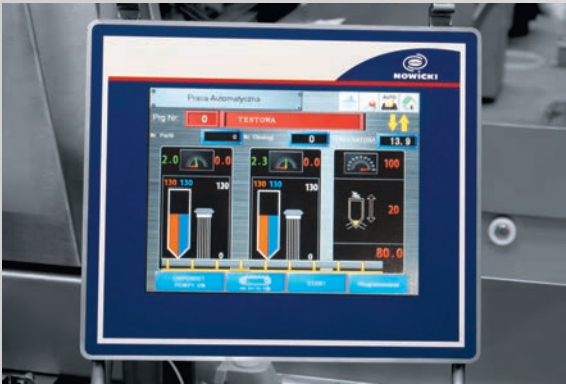 NOWICKI
Praca Automatyczna
AUTO
Prg Nr: 0 TESTOWA
Nr Partii 0 Nr Obsługi 0 13.9
2.0 0.0 2.3 0.0 100
130 130 130 130 130 130
20
0 0 80.0
Programowanie